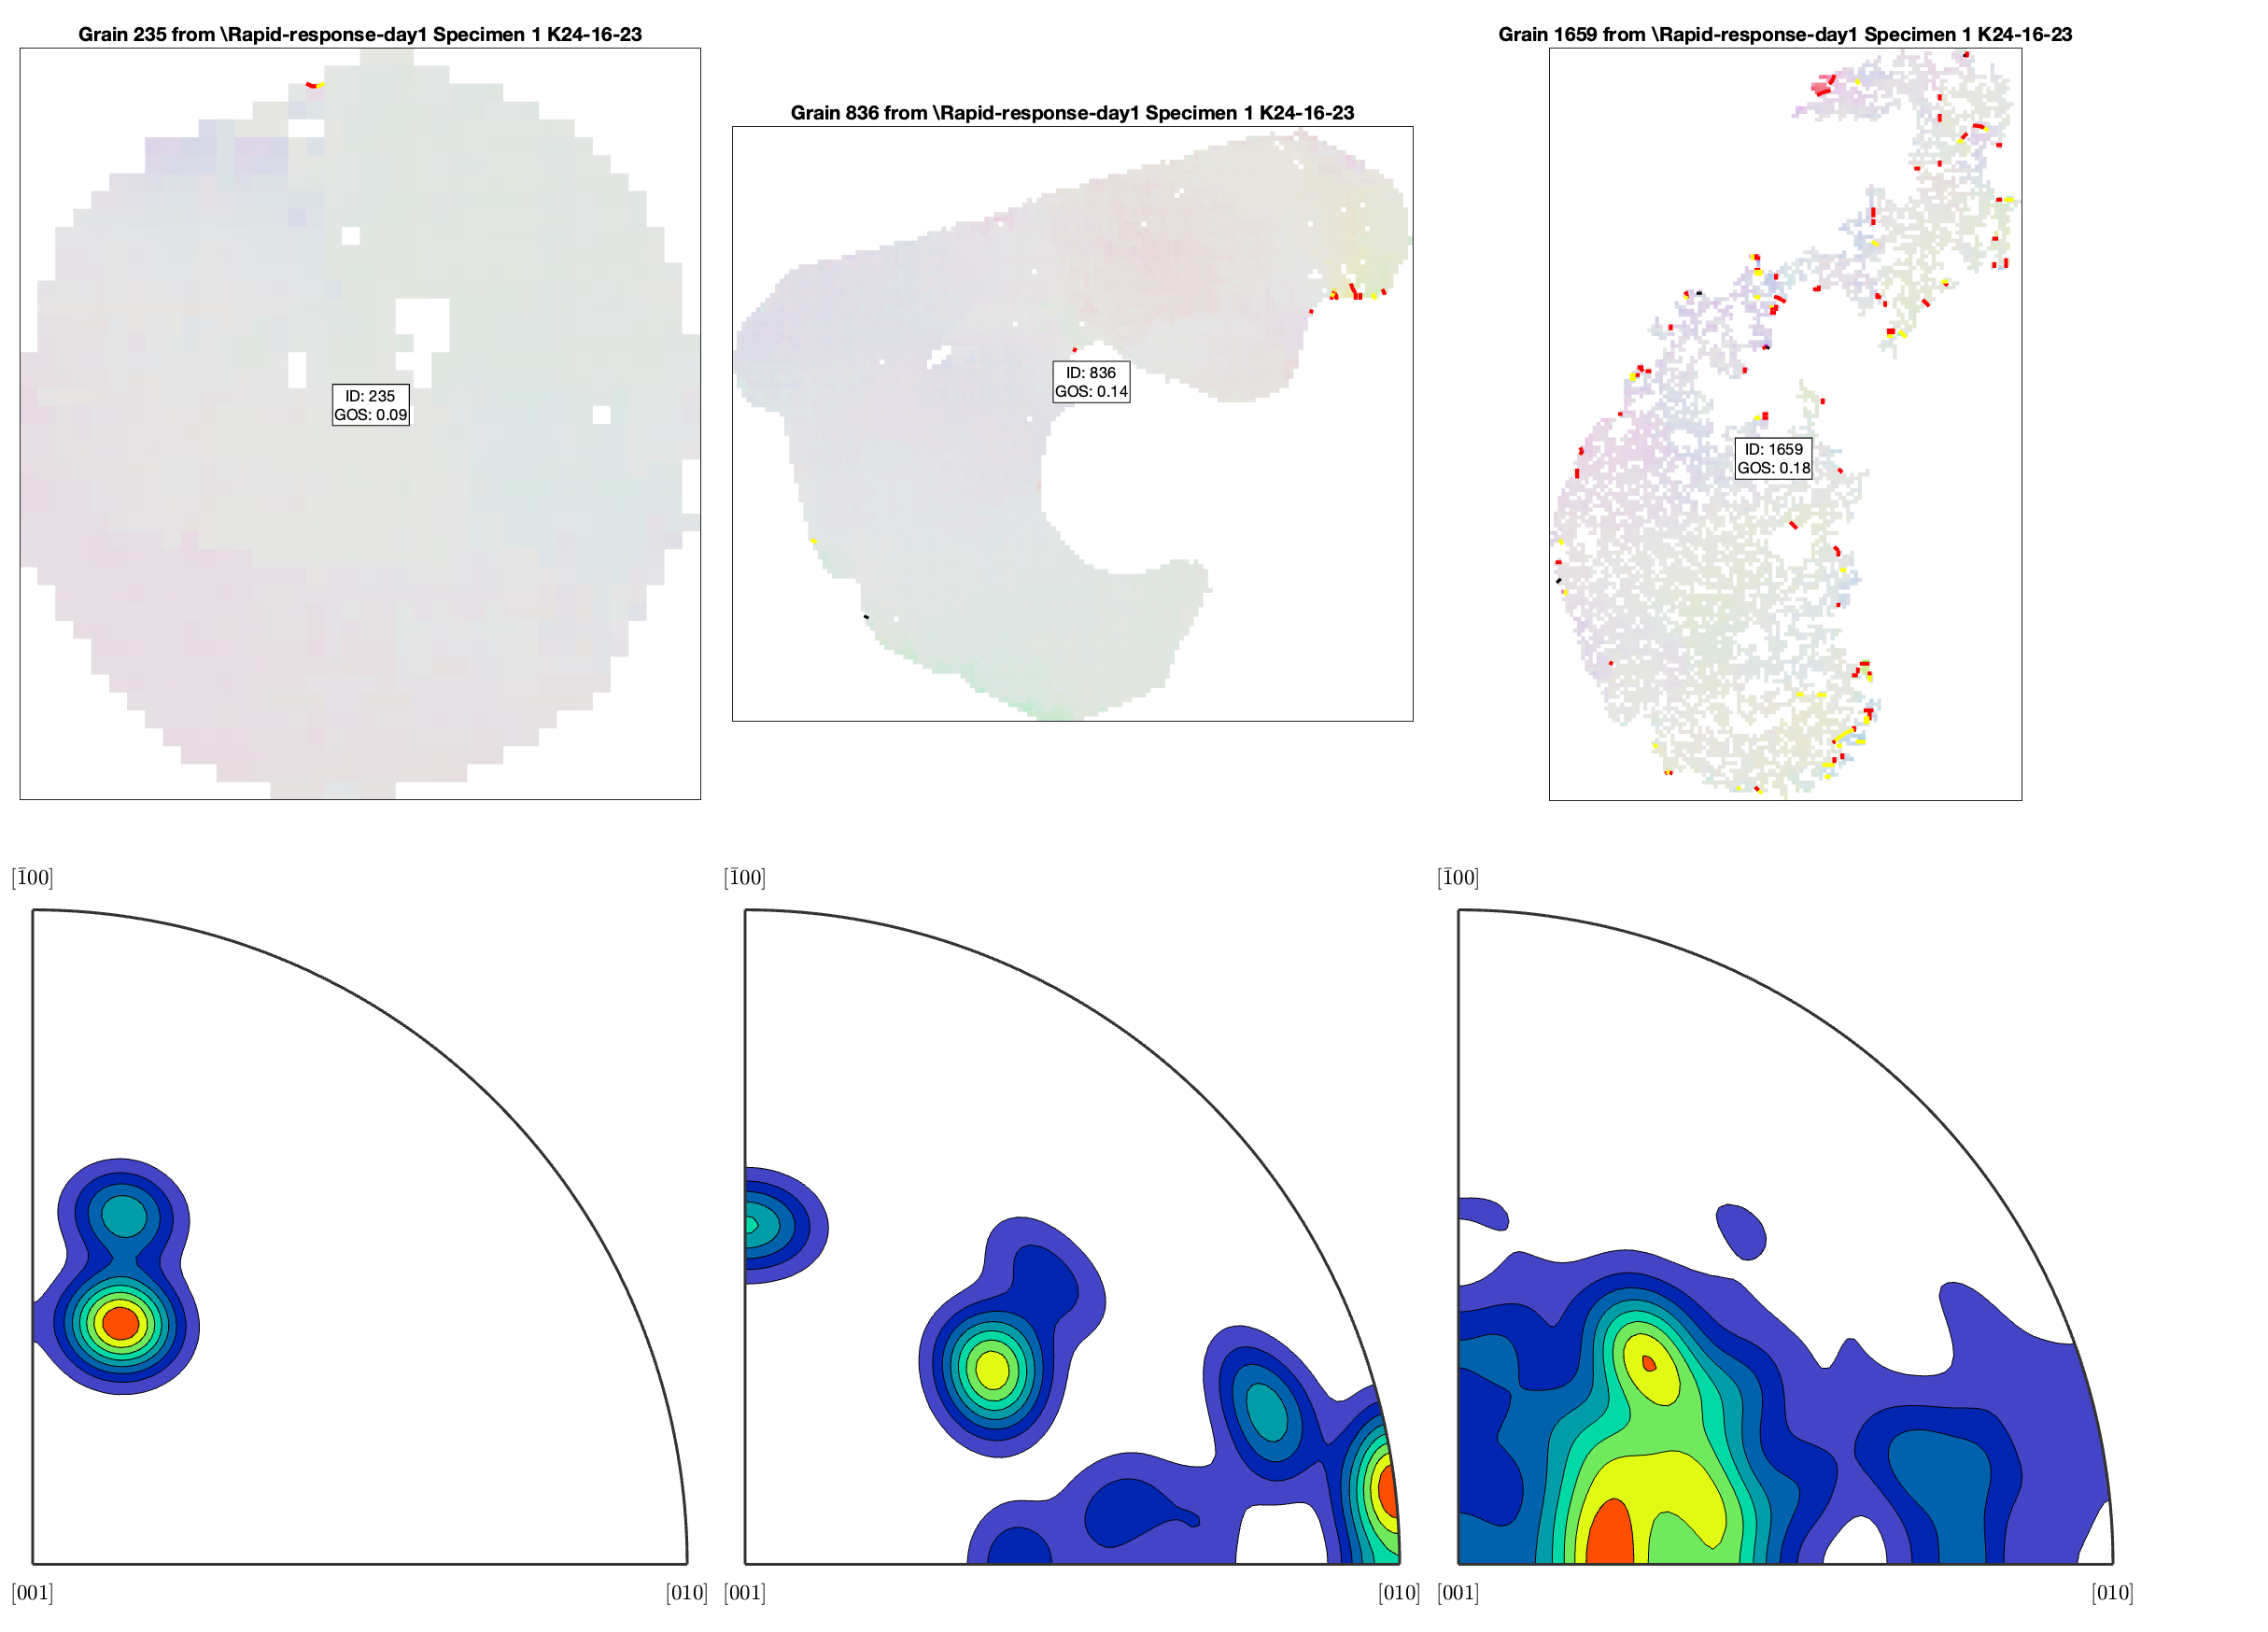 Grain 235 from \Rapid-response-day1 Specimen 1 K24-16-23
ID: 235
GOS: 0.09
Grain 836 from \Rapid-response-day1 Specimen 1 K24-16-23
ID: 836
GOS: 0.14
Grain 1659 from \Rapid-response-day1 Specimen 1 K24-16-23
ID: 1659
GOS: 0.18
[1̄00]
[001]
[010]
[1̄00]
[001]
[010]
[1̄00]
[001]
[010]